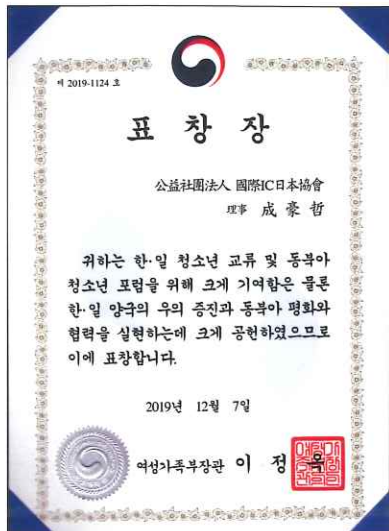 제 2019-1124 호
표 창 장
公益社團法人 國際IC日本協會
理事 成豪哲
귀하는 한·일 청소년 교류 및 동북아
청소년 포럼을 위해 크게 기여함은 물론
한·일 양국의 우의 증진과 동북아 평화와
협력을 실현하는데 크게 공헌하였으므로
이에 표창합니다.
2019년 12월 7일
여성가족부장관 이 정 옥